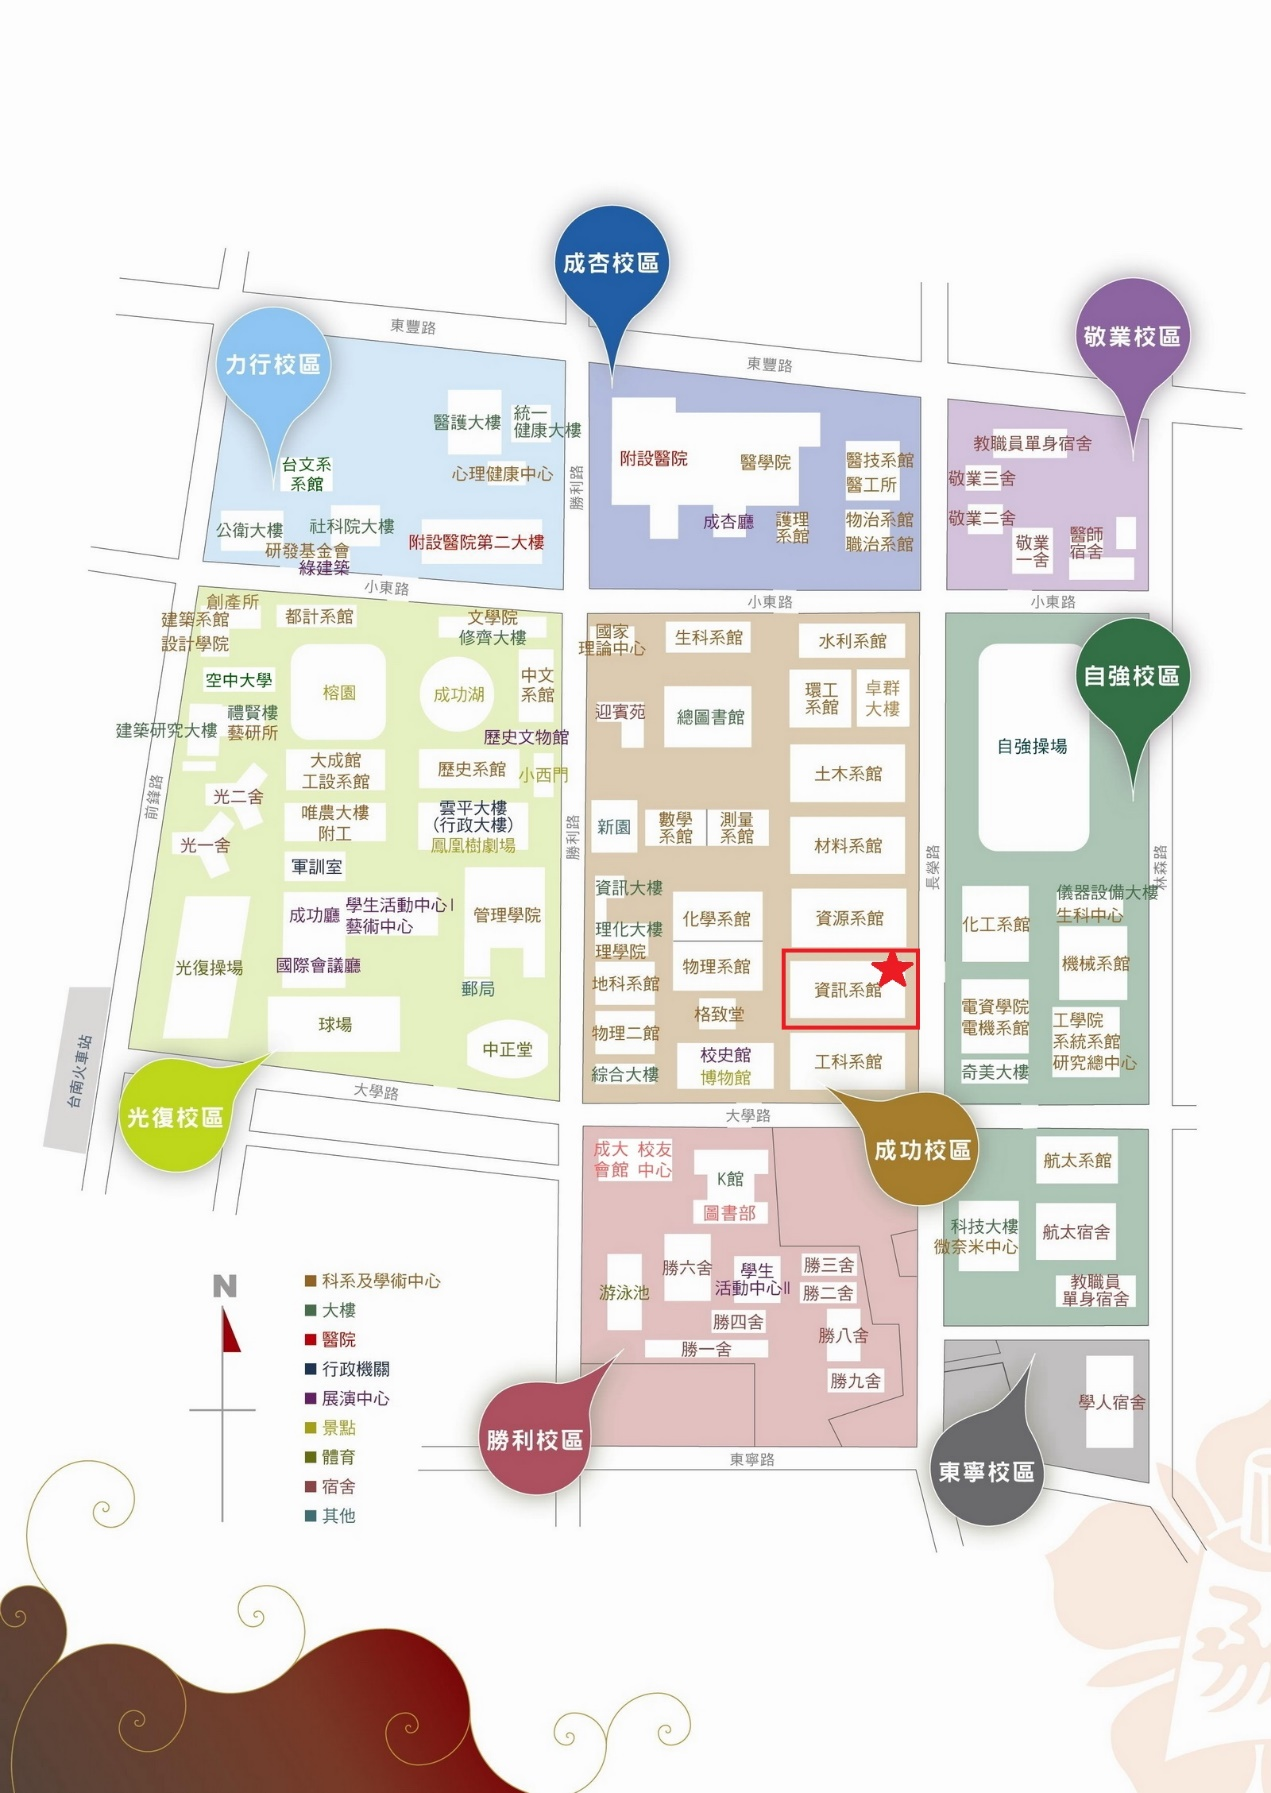 成杏校區
敬業校區
力行校區
東豐路
東豐路
醫護大樓
統一
健康大樓
心理健康中心
台文系
系館
公衛大樓
社科院大樓
研發基金會
綠建築
附設醫院第二大樓
勝利路
附設醫院
醫學院
醫技系館
醫工所
成杏廳
護理
系館
物治系館
職治系館
教職員單身宿舍
敬業三舍
敬業二舍
敬業
一舍
醫師
宿舍
小東路
小東路
小東路
自強校區
創產所
建築系館
設計學院
都計系館
文學院
修齊大樓
空中大學
榕園
成功湖
中文
系館
禮賢樓
建築研究大樓
藝研所
歷史文物館
大成館
工設系館
歷史系館
小西門
光二舍
唯農大樓
附工
雲平大樓
(行政大樓)
鳳凰樹劇場
光一舍
軍訓室
前鋒路
成功廳
學生活動中心I
藝術中心
管理學院
光復操場
國際會議廳
郵局
球場
中正堂
台南火車站
光復校區
大學路
勝利路
國家
理論中心
生科系館
水利系館
迎賓苑
總圖書館
環工
系館
卓群
大樓
土木系館
新園
數學
系館
測量
系館
材料系館
資訊大樓
理化大樓
理學院
化學系館
資源系館
地科系館
物理系館
資訊系館
物理二館
格致堂
綜合大樓
校史館
博物館
工科系館
大學路
成功校區
長榮路
自強操場
林森路
化工系館
儀器設備大樓
生科中心
機械系館
電資學院
電機系館
工學院
系統系館
研究總中心
奇美大樓
成大
會館
校友
中心
K館
圖書部
游泳池
勝六舍
學生
活動中心II
勝三舍
勝二舍
勝四舍
勝八舍
勝一舍
勝九舍
勝利校區
東寧路
航太系館
科技大樓
微奈米中心
航太宿舍
教職員
單身宿舍
學人宿舍
東寧校區
N
科系及學術中心
大樓
醫院
行政機關
展演中心
景點
體育
宿舍
其他